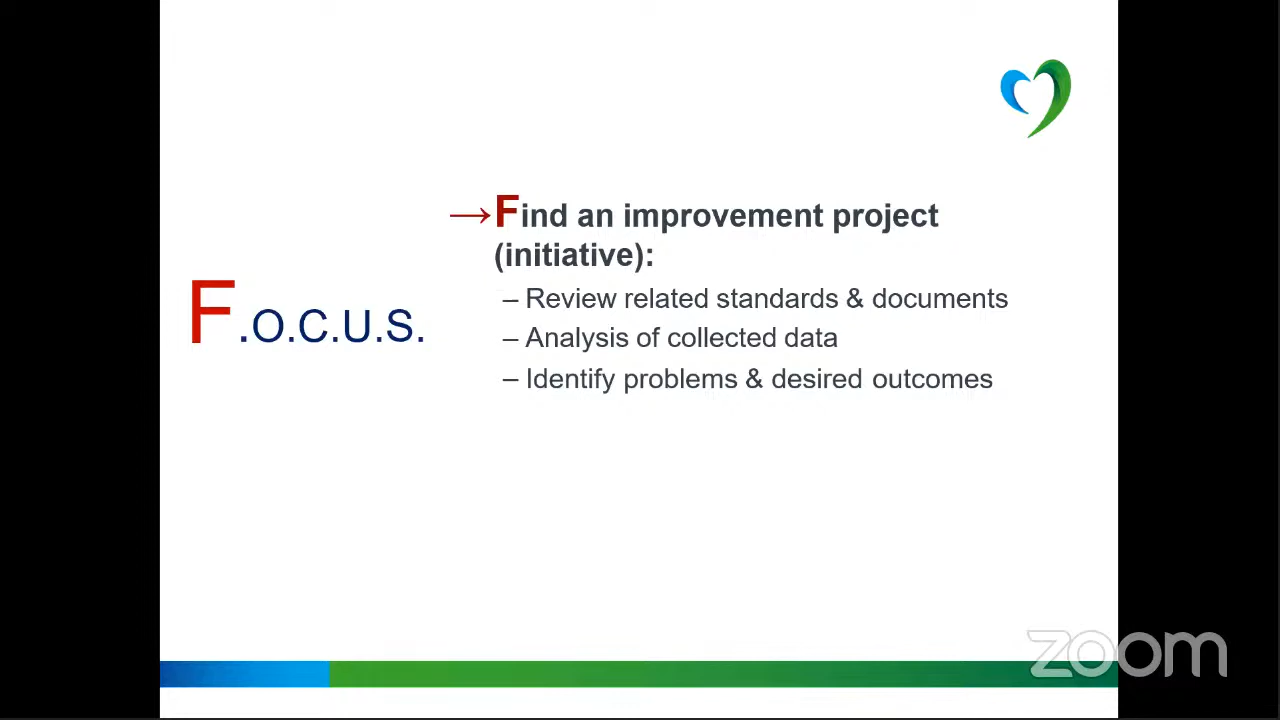 F.O.C.U.S.
→Find an improvement project
(initiative):
– Review related standards & documents
– Analysis of collected data
– Identify problems & desired outcomes
zoom